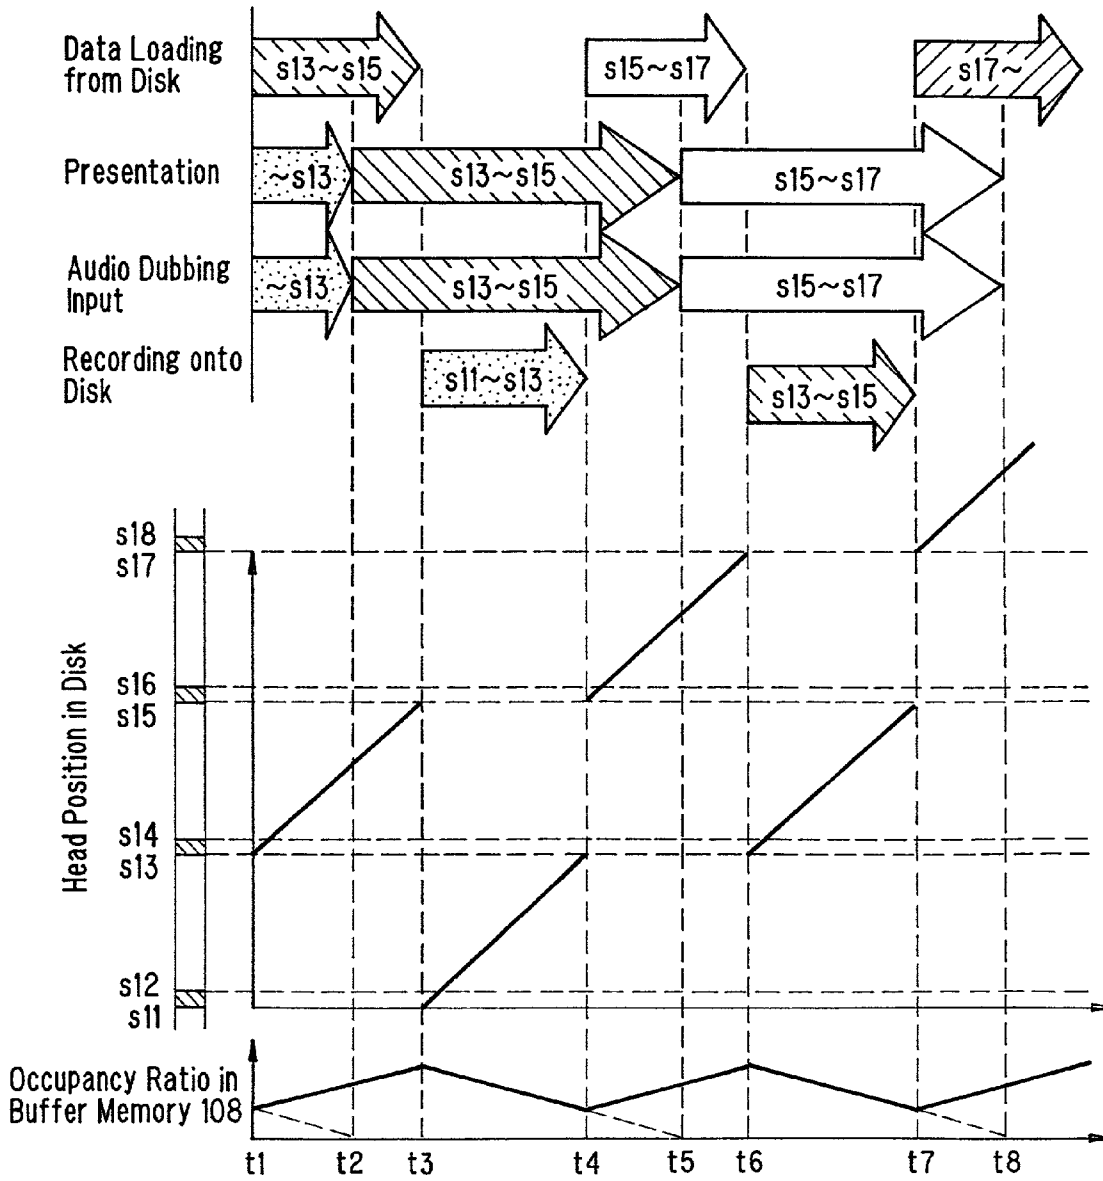 Data Loading
from Disk
s13~s15
s15~s17
s17~
Presentation
~s13
s13~s15
s15~s17
Audio Dubbing
Input
~s13
s13~s15
s15~s17
Recording onto
Disk
s11~s13
s13~s15
Head Position in Disk
s18
s17
s16
s15
s14
s13
s12
s11
Occupancy Ratio in
Buffer Memory 108
t1 t2 t3 t4 t5 t6 t7 t8